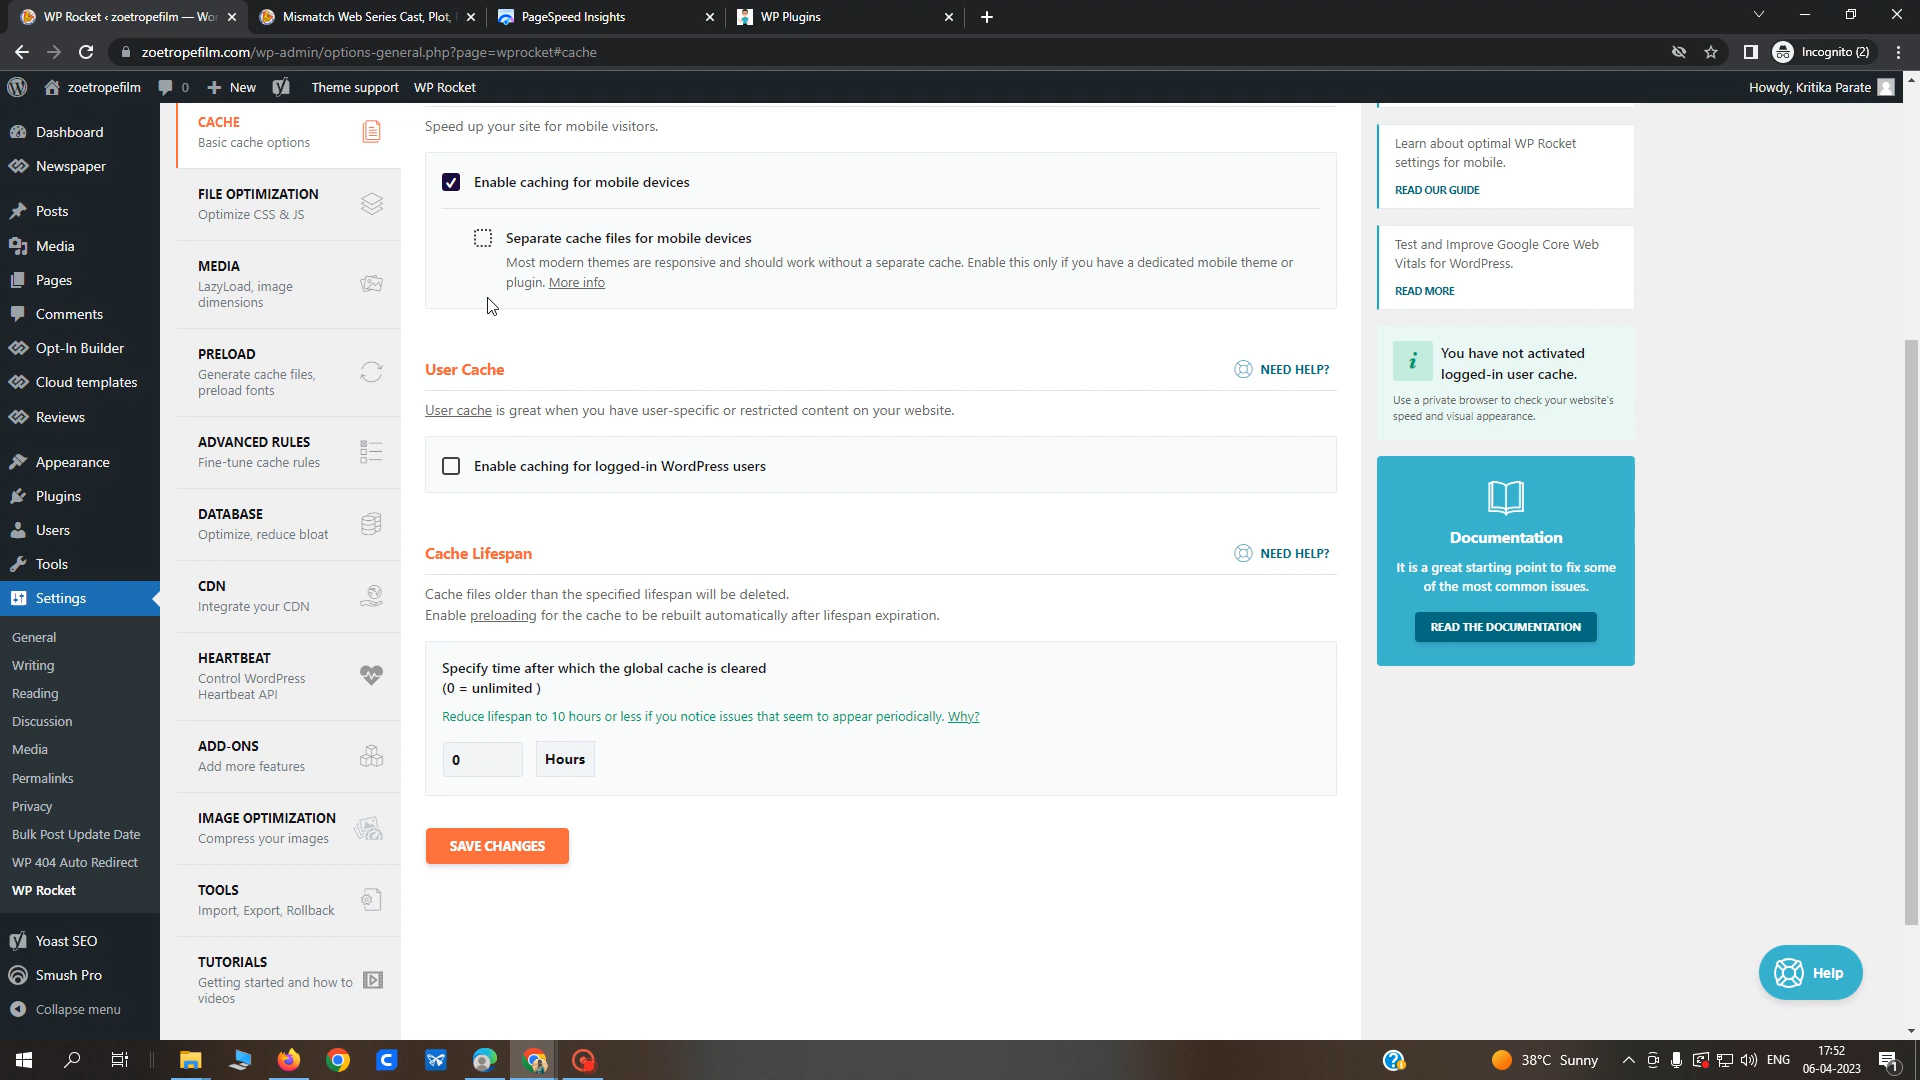 WP Rocket ‹ zoetropefilm — Wor
Mismatch Web Series Cast, Plot,
PageSpeed Insights
WP Plugins
zoetropefilm.com/wp-admin/options-general.php?page=wprocket#cache
Incognito (2)
zoetropefilm
0
New
Theme support
WP Rocket
Howdy, Kritika Parate
Dashboard
Newspaper
Posts
Media
Pages
Comments
Opt-In Builder
Cloud templates
Reviews
Appearance
Plugins
Users
Tools
Settings
General
Writing
Reading
Discussion
Media
Permalinks
Privacy
Bulk Post Update Date
WP 404 Auto Redirect
WP Rocket
Yoast SEO
Smush Pro
Collapse menu
CACHE
Basic cache options
FILE OPTIMIZATION
Optimize CSS & JS
MEDIA
LazyLoad, image
dimensions
PRELOAD
Generate cache files,
preload fonts
ADVANCED RULES
Fine-tune cache rules
DATABASE
Optimize, reduce bloat
CDN
Integrate your CDN
HEARTBEAT
Control WordPress
Heartbeat API
ADD-ONS
Add more features
IMAGE OPTIMIZATION
Compress your images
TOOLS
Import, Export, Rollback
TUTORIALS
Getting started and how to
videos
Speed up your site for mobile visitors.
Enable caching for mobile devices
Separate cache files for mobile devices
Most modern themes are responsive and should work without a separate cache. Enable this only if you have a dedicated mobile theme or
plugin. More info
User Cache
NEED HELP?
User cache is great when you have user-specific or restricted content on your website.
Enable caching for logged-in WordPress users
Cache Lifespan
NEED HELP?
Cache files older than the specified lifespan will be deleted.
Enable preloading for the cache to be rebuilt automatically after lifespan expiration.
Specify time after which the global cache is cleared
(0 = unlimited )
Reduce lifespan to 10 hours or less if you notice issues that seem to appear periodically. Why?
0
Hours
SAVE CHANGES
Learn about optimal WP Rocket
settings for mobile.
READ OUR GUIDE
Test and Improve Google Core Web
Vitals for WordPress.
READ MORE
i
You have not activated
logged-in user cache.
Use a private browser to check your website's
speed and visual appearance.
Documentation
It is a great starting point to fix some
of the most common issues.
READ THE DOCUMENTATION
Help
38°C Sunny
ENG
17:52
06-04-2023
1